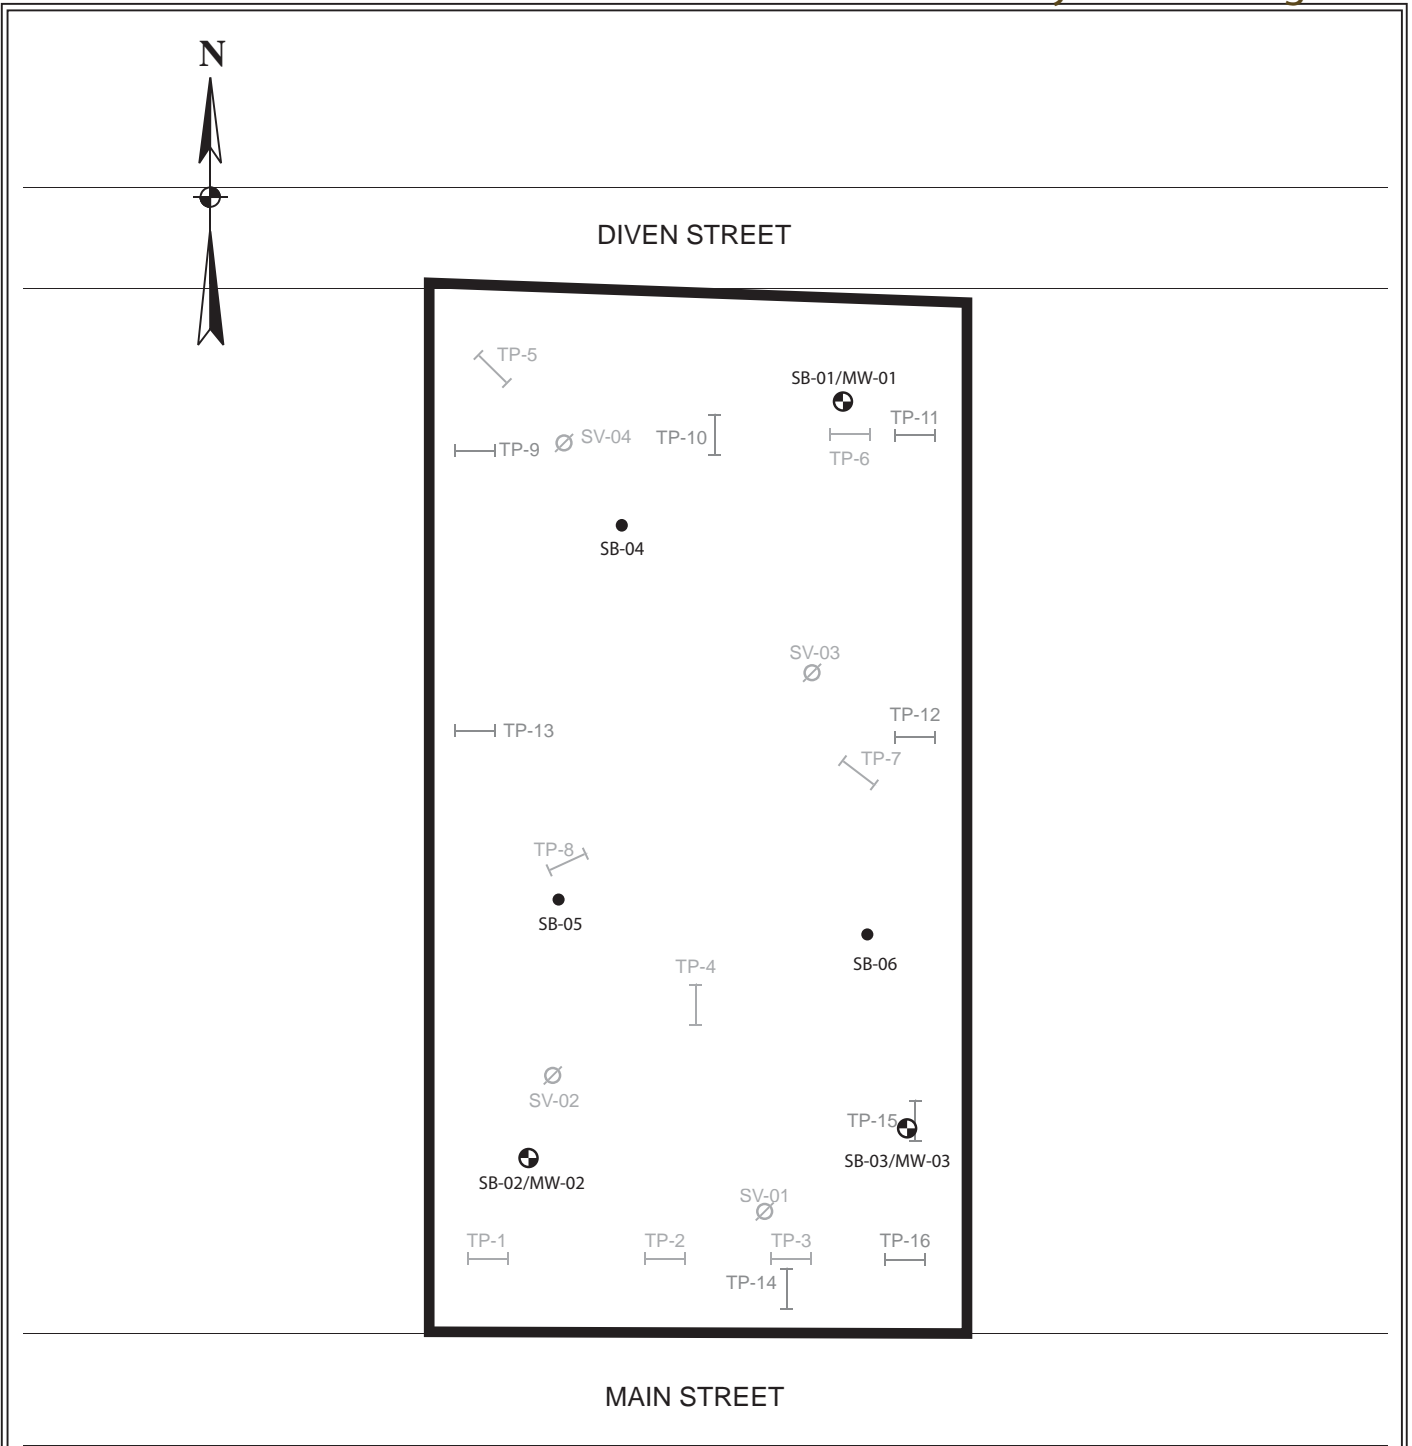 N
DIVEN STREET
TP-5
SB-01/MW-01
TP-11
SV-04
TP-10
TP-9
TP-6
SB-04
SV-03
TP-12
TP-13
TP-7
TP-8
SB-05
SB-06
TP-4
SV-02
TP-15
SB-03/MW-03
SB-02/MW-02
SV-01
TP-1
TP-2
TP-3
TP-16
TP-14
MAIN STREET